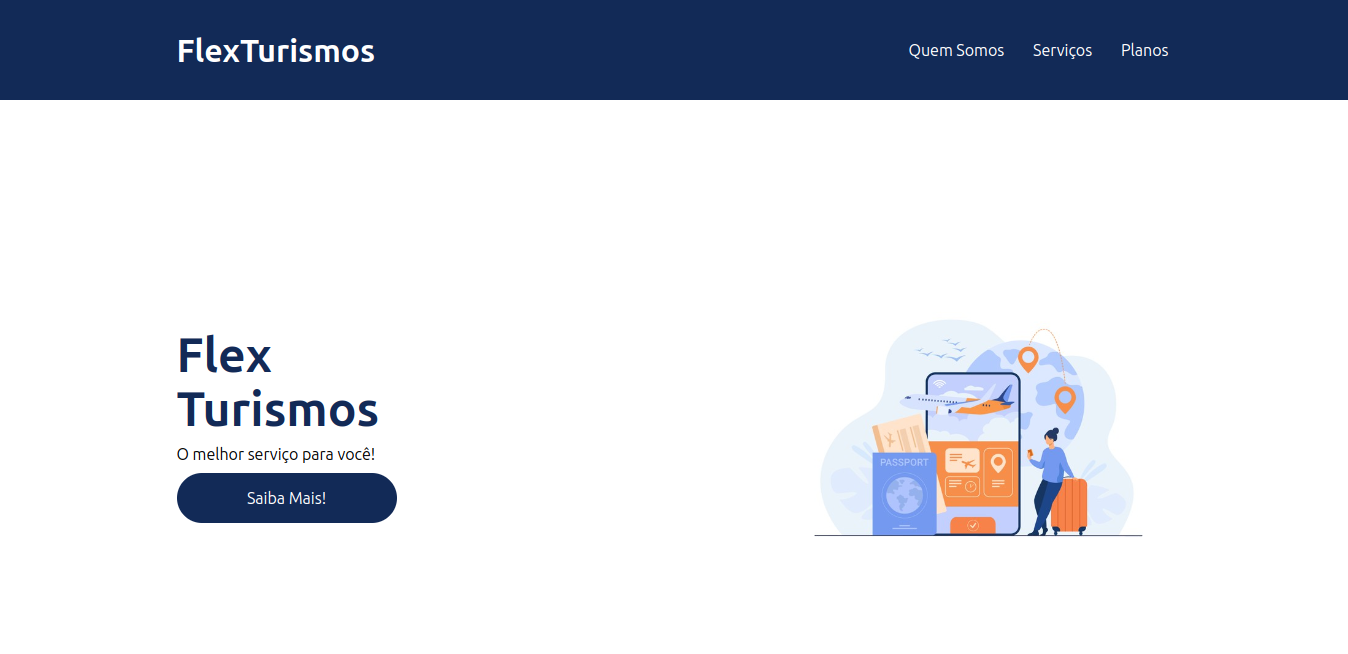 FlexTurismos
Quem Somos Serviços Planos
Flex
Turismos
O melhor serviço para você!
Saiba Mais!
PASSPORT